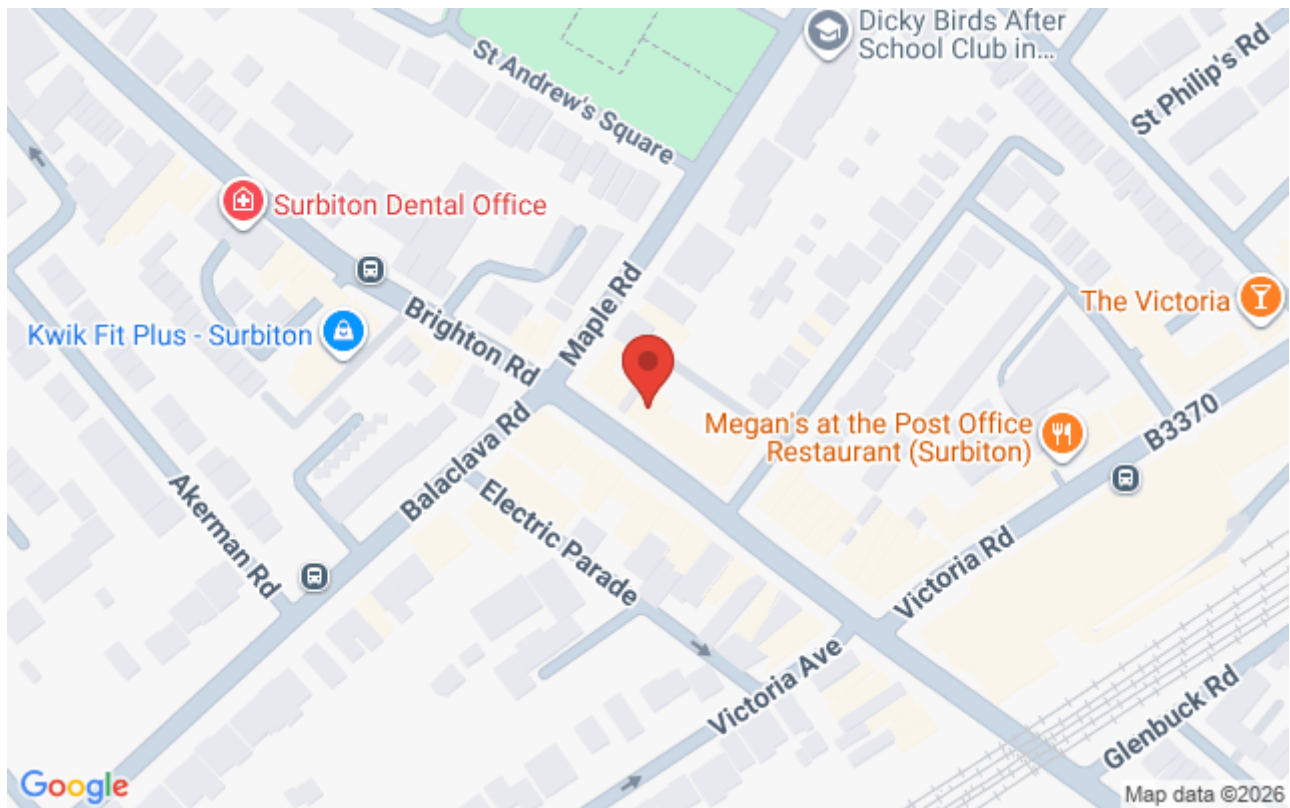 Dicky Birds After
School Club in...
St Philip's Rd
St Andrew's Square
Surbiton Dental Office
Maple Rd
The Victoria
Brighton Rd
Kwik Fit Plus - Surbiton
B3370
Megan's at the Post Office
Restaurant (Surbiton)
Balaclava Rd
Akerman Rd
Electric Parade
Victoria Rd
Victoria Ave
Glenbuck Rd
Google
Map data ©2026